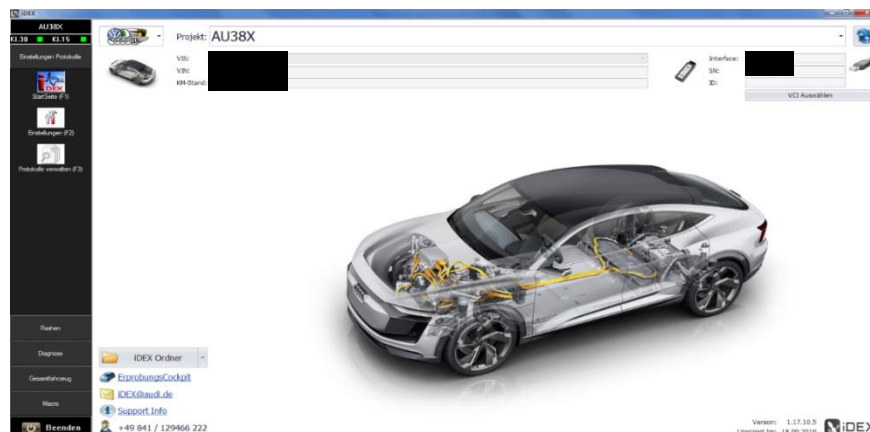 iDEX
AU38X
Kl.30 Kl.15
Projekt: AU38X
Einstellungen Protokolle
VIS:
VIN:
KM-Stand:
Interface:
SN:
ID:
VCI Auswählen
StartSeite (F1)
Einstellungen (F2)
Protokolle verwalten (F3)
Reihen
Diagnose
Gesamtfahrzeug
Macro
Beenden
iDEX Ordner
ErprobungsCockpit
iDEX@audi.de
Support Info
+49 841 / 129466 222
Version: 1.17.10.5
iDEX